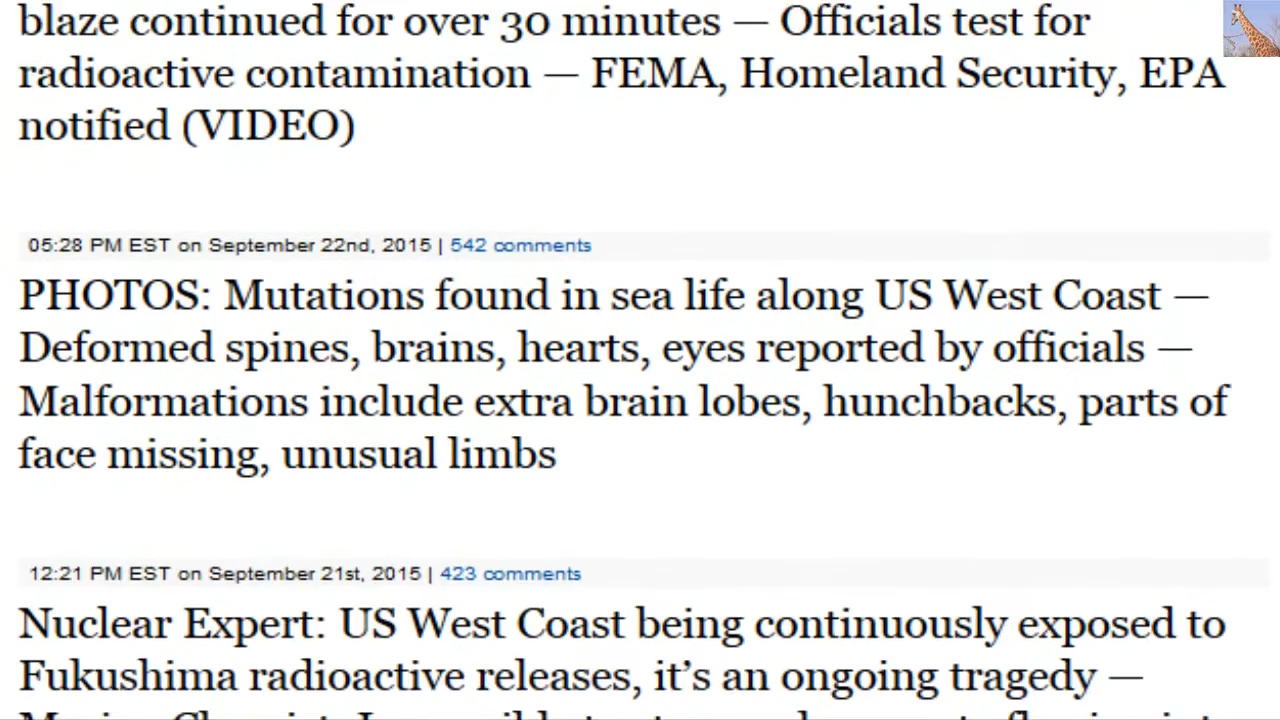 blaze continued for over 30 minutes — Officials test for
radioactive contamination — FEMA, Homeland Security, EPA
notified (VIDEO)
05:28 PM EST on September 22nd, 2015 | 542 comments
PHOTOS: Mutations found in sea life along US West Coast —
Deformed spines, brains, hearts, eyes reported by officials —
Malformations include extra brain lobes, hunchbacks, parts of
face missing, unusual limbs
12:21 PM EST on September 21st, 2015 | 423 comments
Nuclear Expert: US West Coast being continuously exposed to
Fukushima radioactive releases, it’s an ongoing tragedy —